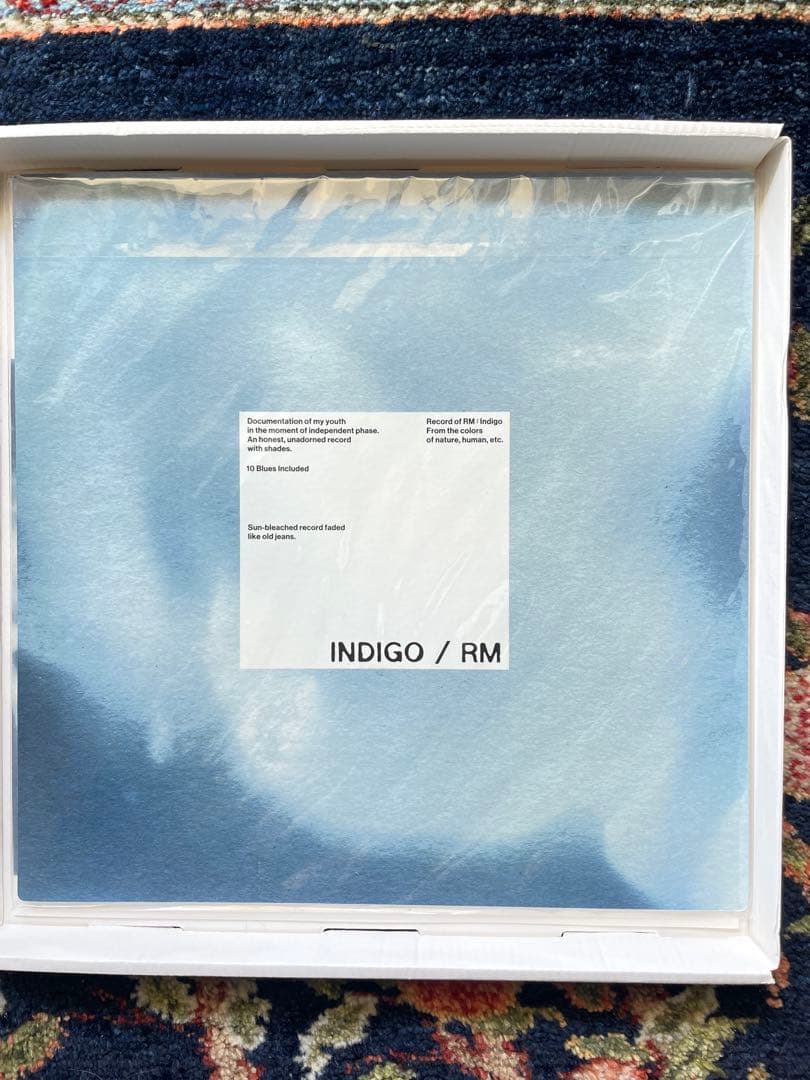 Documentation of my youth
in the moment of independent phase.
An honest, unadorned record
with shades.
10 Blues Included
Record of RM : Indigo
From the colors
of nature, human, etc.
Sun-bleached record faded
like old jeans.
INDIGO / RM